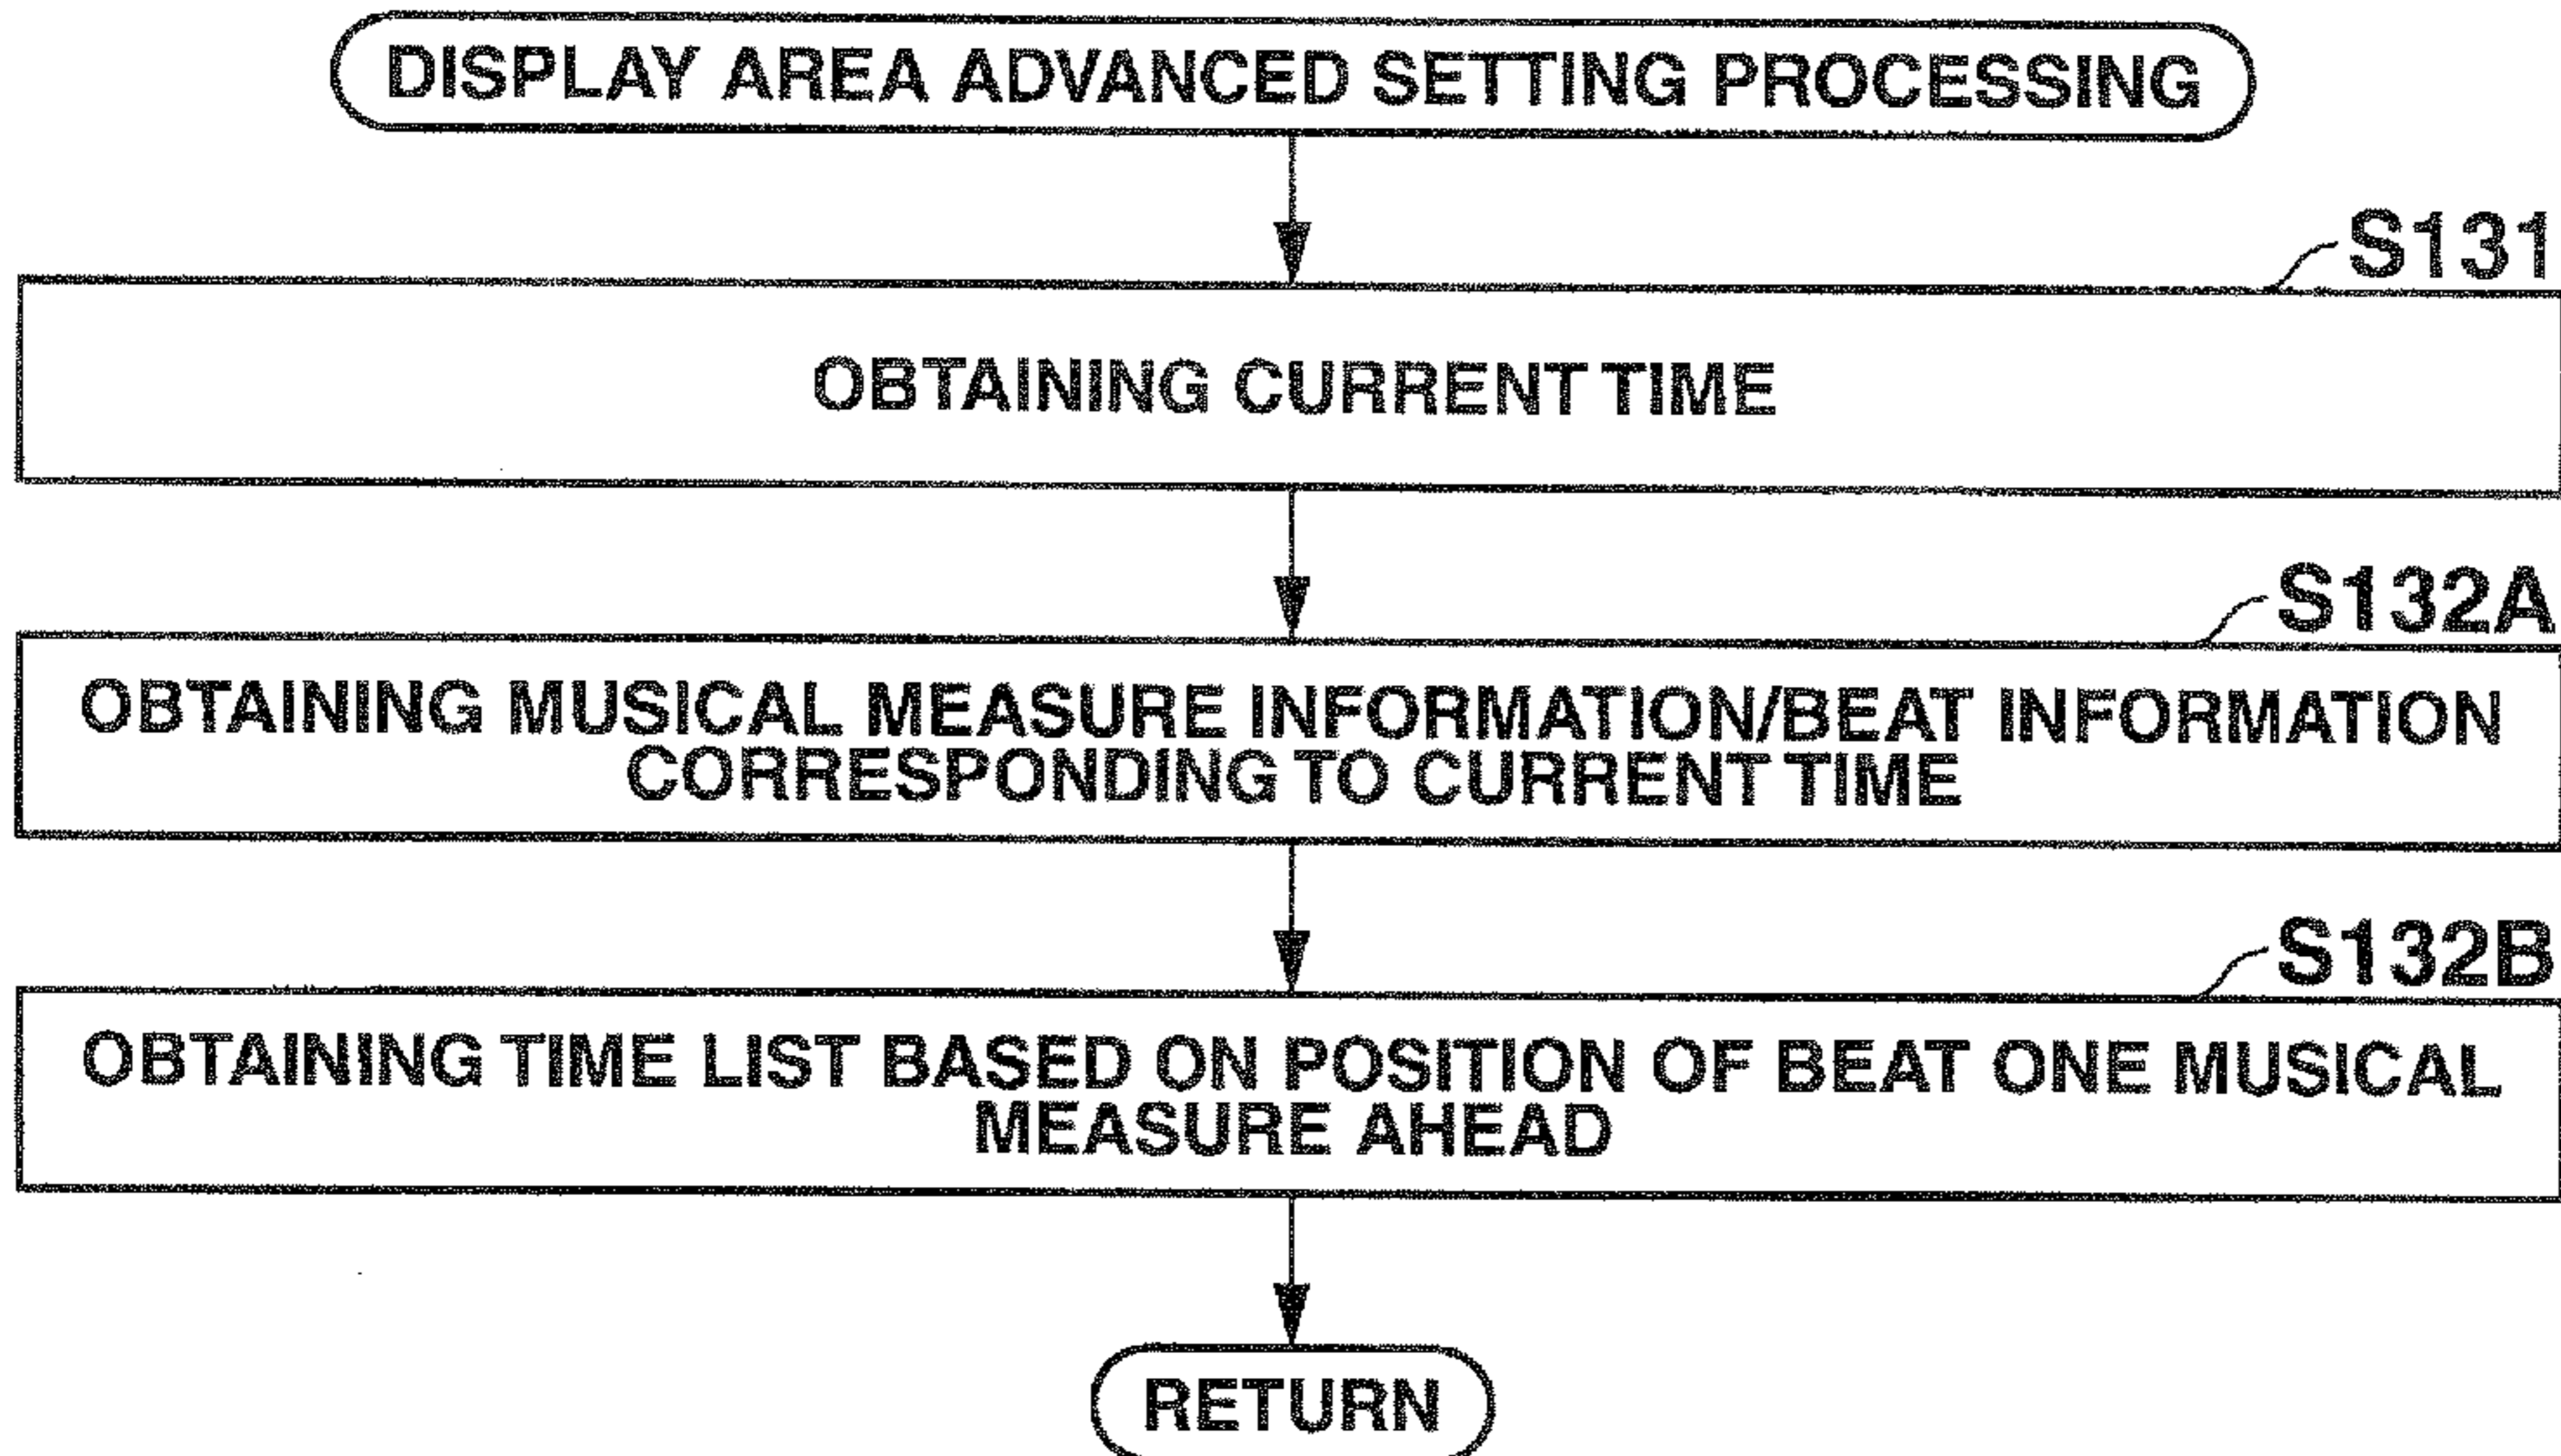 DISPLAY AREA ADVANCED SETTING PROCESSING
S131
OBTAINING CURRENT TIME
S132A
OBTAINING MUSICAL MEASURE INFORMATION/BEAT INFORMATION
CORRESPONDING TO CURRENT TIME
S132B
OBTAINING TIME LIST BASED ON POSITION OF BEAT ONE MUSICAL
MEASURE AHEAD
RETURN